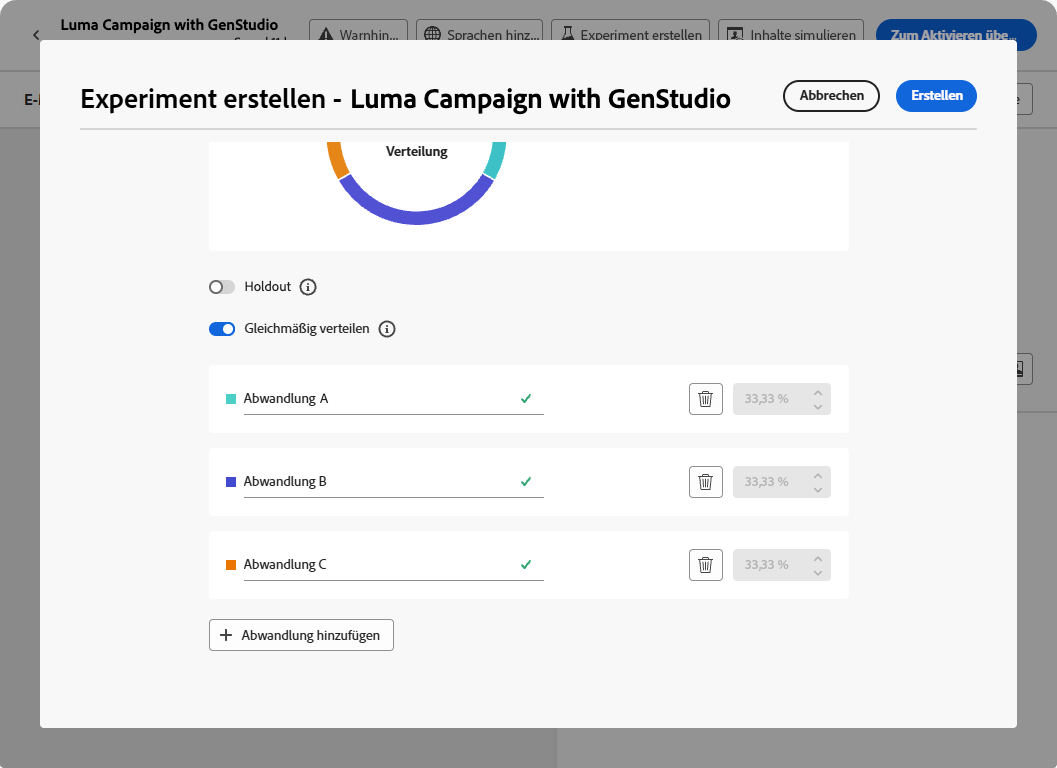 Luma Campaign with GenStudio
Warnhin...
Sprachen hinz...
Experiment erstellen
Inhalte simulieren
Zum Aktivieren übe...
Experiment erstellen - Luma Campaign with GenStudio
Abbrechen
Erstellen
Verteilung
Holdout
Gleichmäßig verteilen
Abwandlung A
33,33 %
Abwandlung B
33,33 %
Abwandlung C
33,33 %
Abwandlung hinzufügen